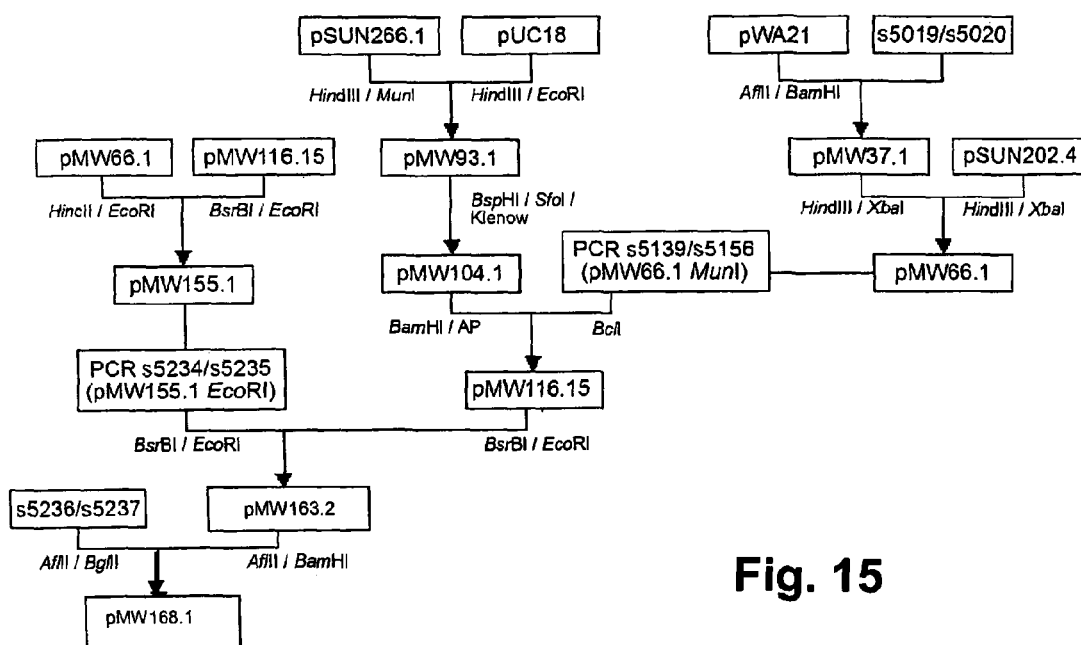 pSUN266.1
pUC18
pWA21
s5019/s5020
HindIII / MunI
HindIII / EcoRI
AflII / BamHI
pMW66.1
pMW116.15
pMW93.1
pMW37.1
pSUN202.4
HincII / EcoRI
BsrBI / EcoRI
BspHI / SfoI /
Klenow
HindIII / XbaI
HindIII / XbaI
pMW155.1
pMW104.1
PCR s5139/s5156
(pMW66.1 MunI)
pMW66.1
BamHI / AP
BclI
PCR s5234/s5235
(pMW155.1 EcoRI)
pMW116.15
BsrBI / EcoRI
BsrBI / EcoRI
s5236/s5237
pMW163.2
AflII / BglII
AflII / BamHI
pMW168.1
Fig. 15